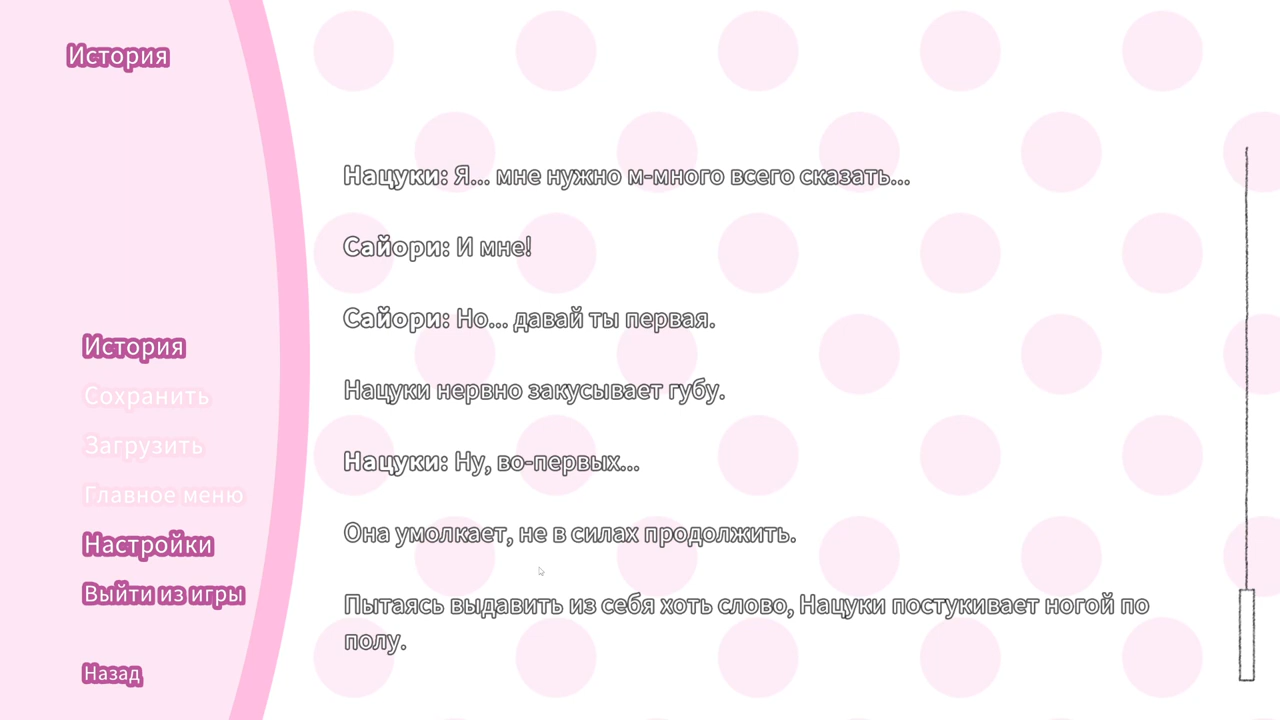 История
История
Сохранить
Загрузить
Главное меню
Настройки
Выйти из игры
Назад
Нацуки: Я... мне нужно м-много всего сказать...
Сайори: И мне!
Сайори: Но... давай ты первая.
Нацуки нервно закусывает губу.
Нацуки: Ну, во-первых...
Она умолкает, не в силах продолжить.
Пытаясь выдавить из себя хоть слово, Нацуки постукивает ногой по
полу.